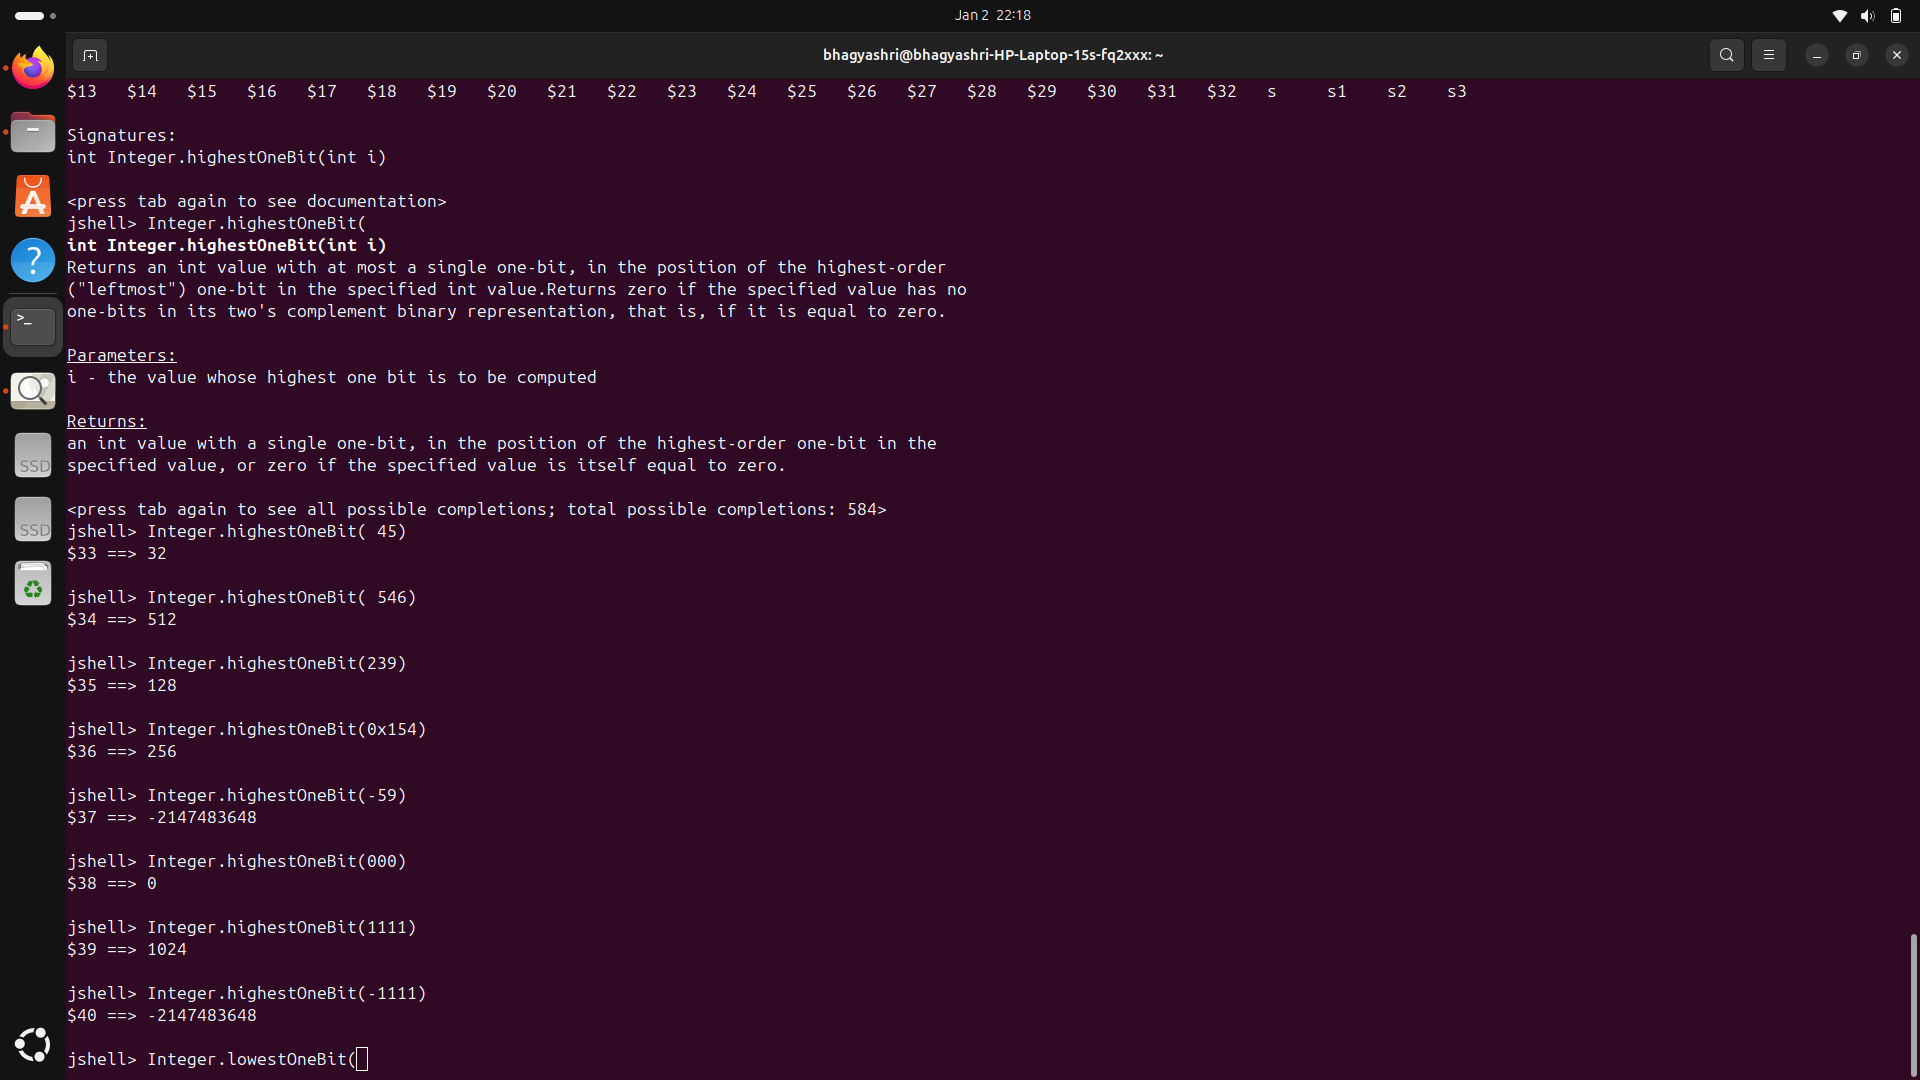 Jan 2 22:18
bhagyashri@bhagyashri-HP-Laptop-15s-fq2xxx: ~
$13 $14 $15 $16 $17 $18 $19 $20 $21 $22 $23 $24 $25 $26 $27 $28 $29 $30 $31 $32 s s1 s2 s3
Signatures:
int Integer.highestOneBit(int i)
<press tab again to see documentation>
jshell> Integer.highestOneBit(
int Integer.highestOneBit(int i)
Returns an int value with at most a single one-bit, in the position of the highest-order
("leftmost") one-bit in the specified int value.Returns zero if the specified value has no
one-bits in its two's complement binary representation, that is, if it is equal to zero.
Parameters:
i - the value whose highest one bit is to be computed
Returns:
an int value with a single one-bit, in the position of the highest-order one-bit in the
specified value, or zero if the specified value is itself equal to zero.
<press tab again to see all possible completions; total possible completions: 584>
jshell> Integer.highestOneBit( 45)
$33 ==> 32
jshell> Integer.highestOneBit( 546)
$34 ==> 512
jshell> Integer.highestOneBit(239)
$35 ==> 128
jshell> Integer.highestOneBit(0x154)
$36 ==> 256
jshell> Integer.highestOneBit(-59)
$37 ==> -2147483648
jshell> Integer.highestOneBit(000)
$38 ==> 0
jshell> Integer.highestOneBit(1111)
$39 ==> 1024
jshell> Integer.highestOneBit(-1111)
$40 ==> -2147483648
jshell> Integer.lowestOneBit(
A
?
>_
SSD
SSD